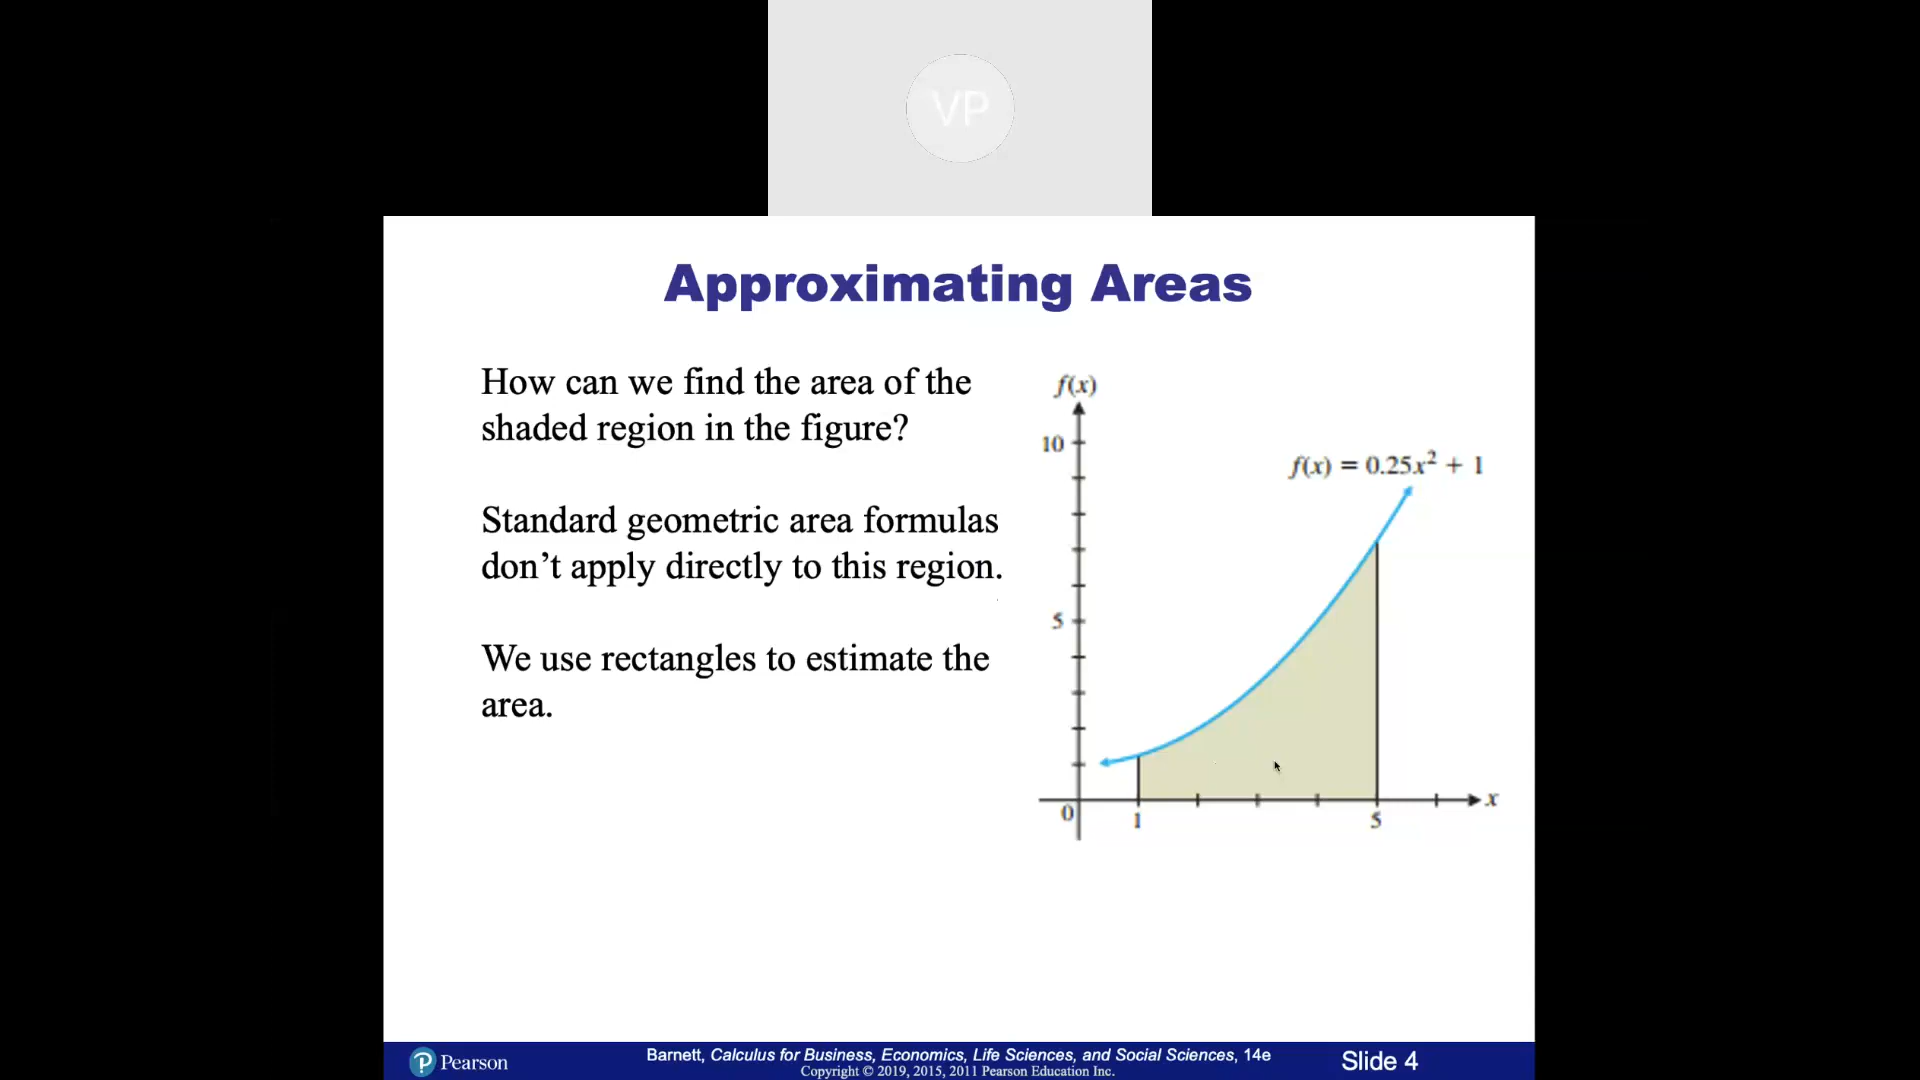 VP
Approximating Areas
How can we find the area of the
shaded region in the figure?
Standard geometric area formulas
don’t apply directly to this region.
We use rectangles to estimate the
area.
f(x)
10
f(x) = 0.25x² + 1
5
0
1
5
x
Pearson
Barnett, Calculus for Business, Economics, Life Sciences, and Social Sciences, 14e
Copyright © 2019, 2015, 2011 Pearson Education Inc.
Slide 4